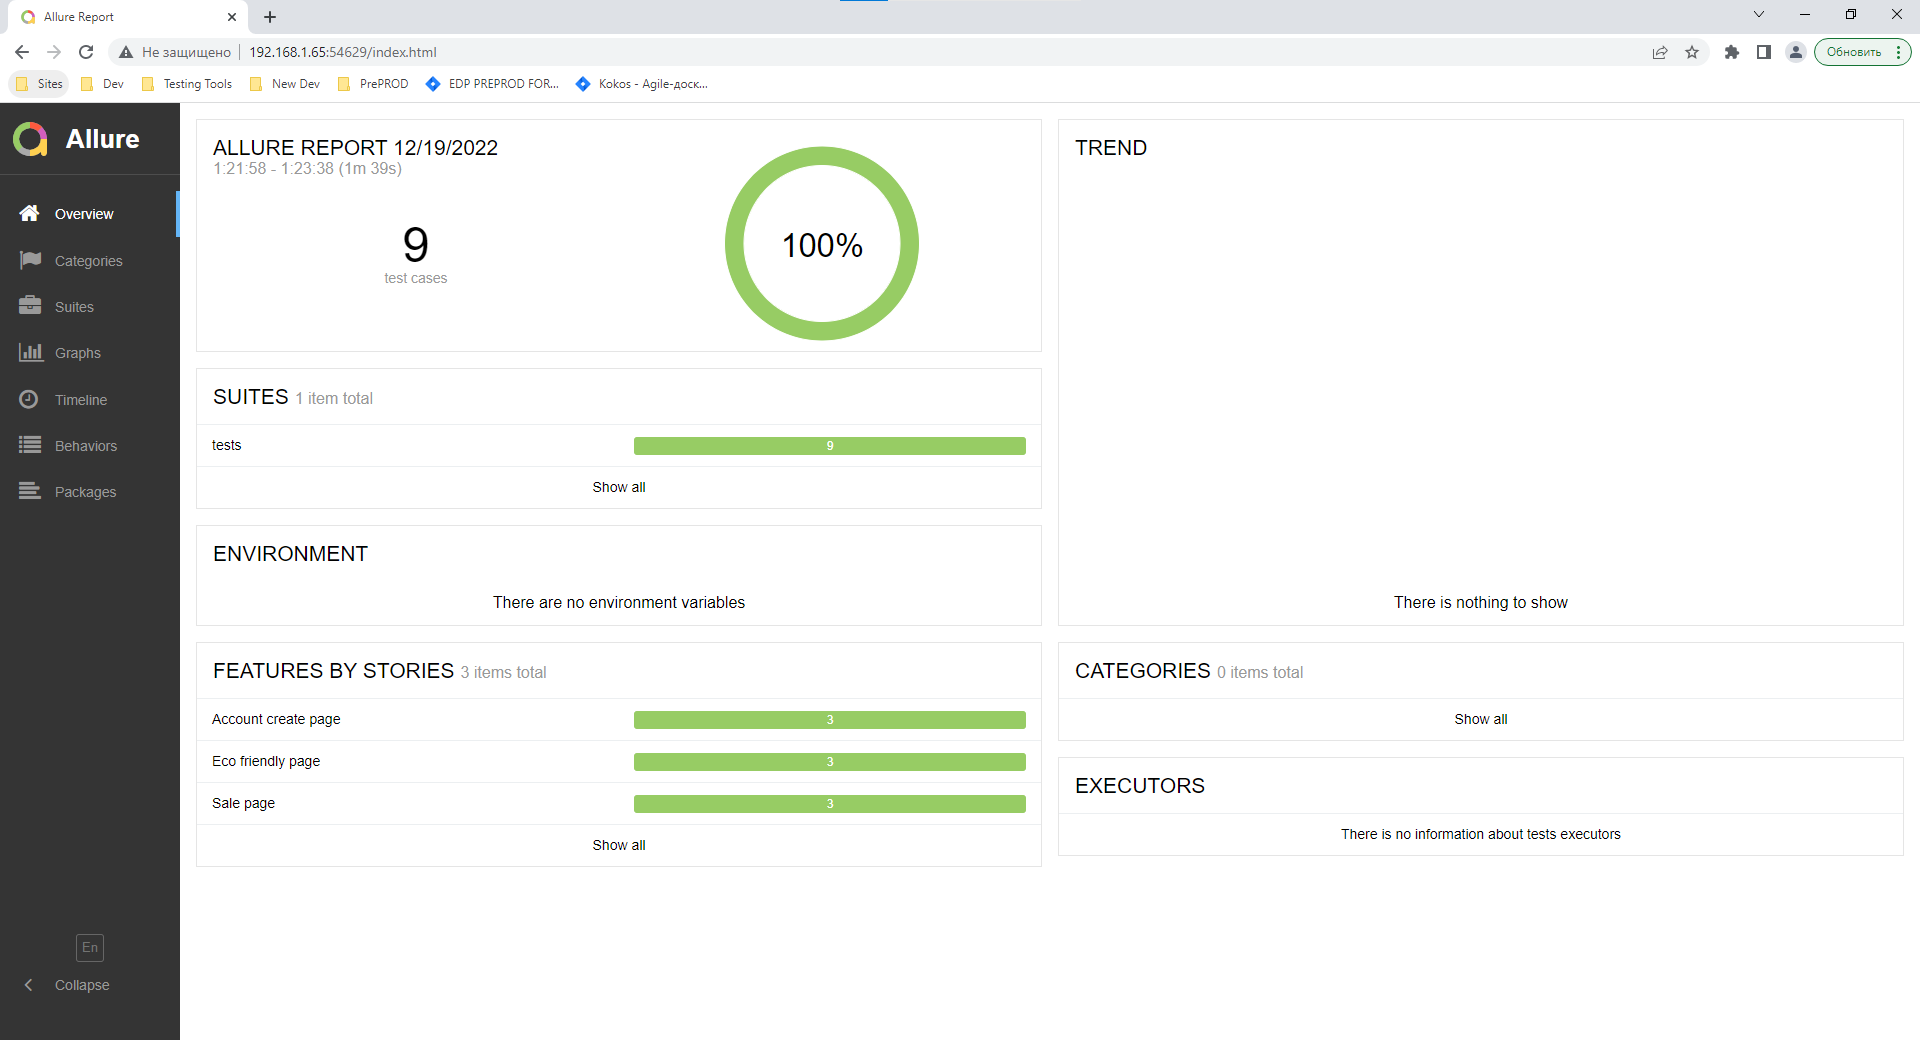 Allure Report
Не защищено
192.168.1.65:54629/index.html
Обновить
Sites
Dev
Testing Tools
New Dev
PrePROD
EDP PREPROD FOR...
Kokos - Agile-доск...
Allure
Overview
Categories
Suites
Graphs
Timeline
Behaviors
Packages
En
Collapse
ALLURE REPORT 12/19/2022
1:21:58 - 1:23:38 (1m 39s)
9
test cases
100%
SUITES 1 item total
tests 9
Show all
ENVIRONMENT
There are no environment variables
FEATURES BY STORIES 3 items total
Account create page 3
Eco friendly page 3
Sale page 3
Show all
TREND
There is nothing to show
CATEGORIES 0 items total
Show all
EXECUTORS
There is no information about tests executors